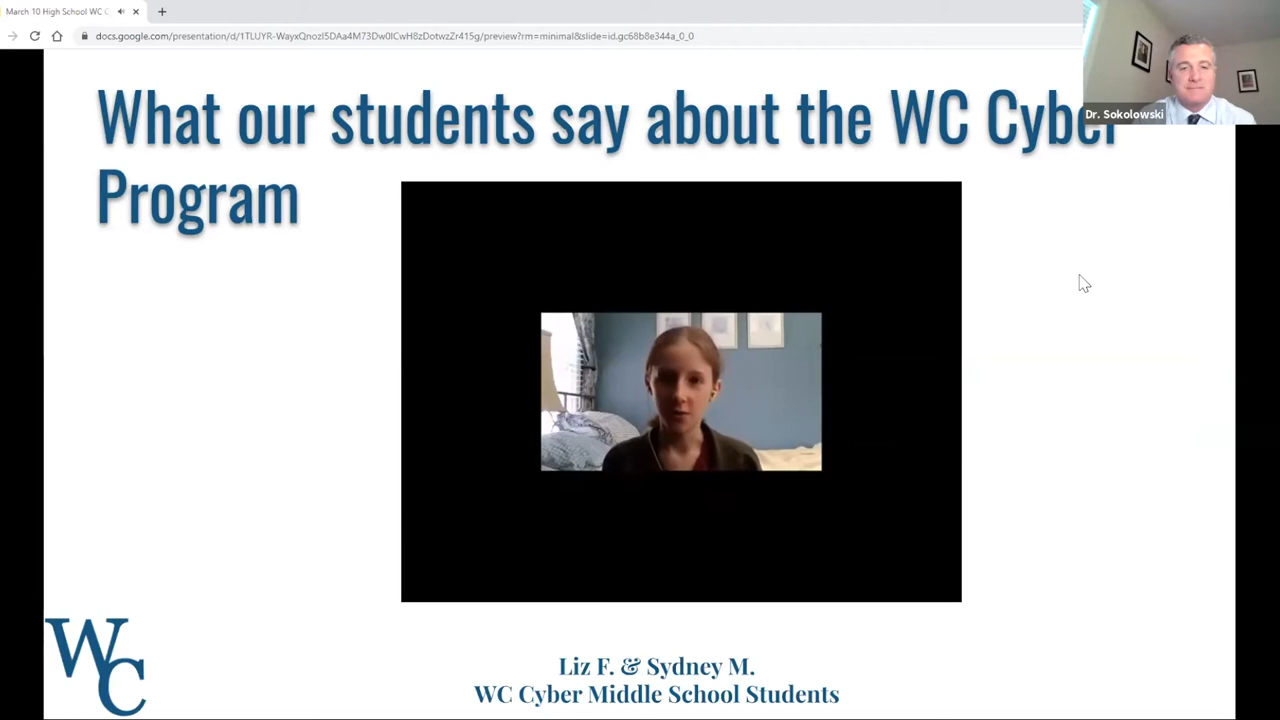 March 10 High School WC C
docs.google.com/presentation/d/1TLUYR-WayxQnozI5DAa4M73Dw0lCwH8zDotwzZr415g/preview?rm=minimal&slide=id.gc68b8e344a_0_0
Dr. Sokolowski
What our students say about the WC Cyber
Program
WC
Liz F. & Sydney M.
WC Cyber Middle School Students